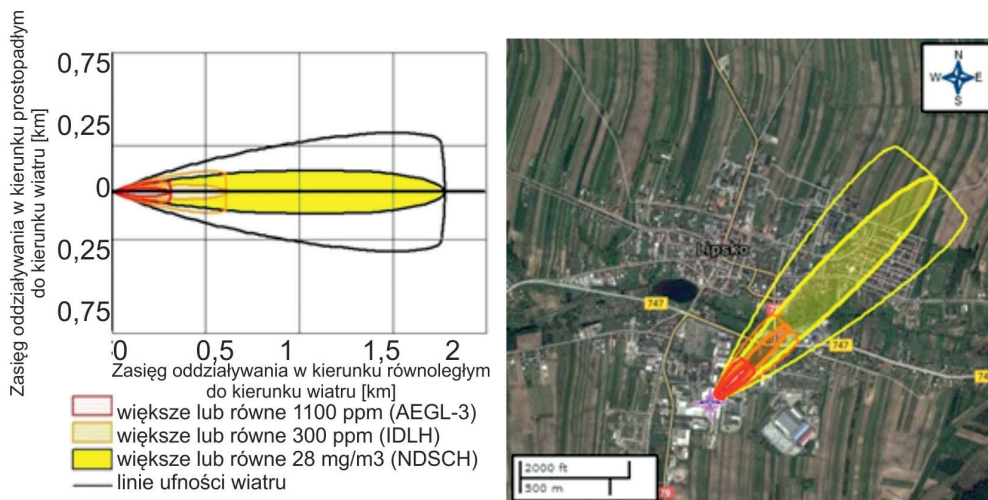 Zasięg oddziaływania w kierunku prostopadłym
do kierunku wiatru [km]
0,75
0,25
0
0,25
0,75
0
0,5
1
1,5
2
Zasięg oddziaływania w kierunku równoległym
do kierunku wiatru [km]
większe lub równe 1100 ppm (AEGL-3)
większe lub równe 300 ppm (IDLH)
większe lub równe 28 mg/m3 (NDSCH)
linie ufności wiatru
N
W
E
S
Lipsko
747
747
74
2000 ft
500 m
79